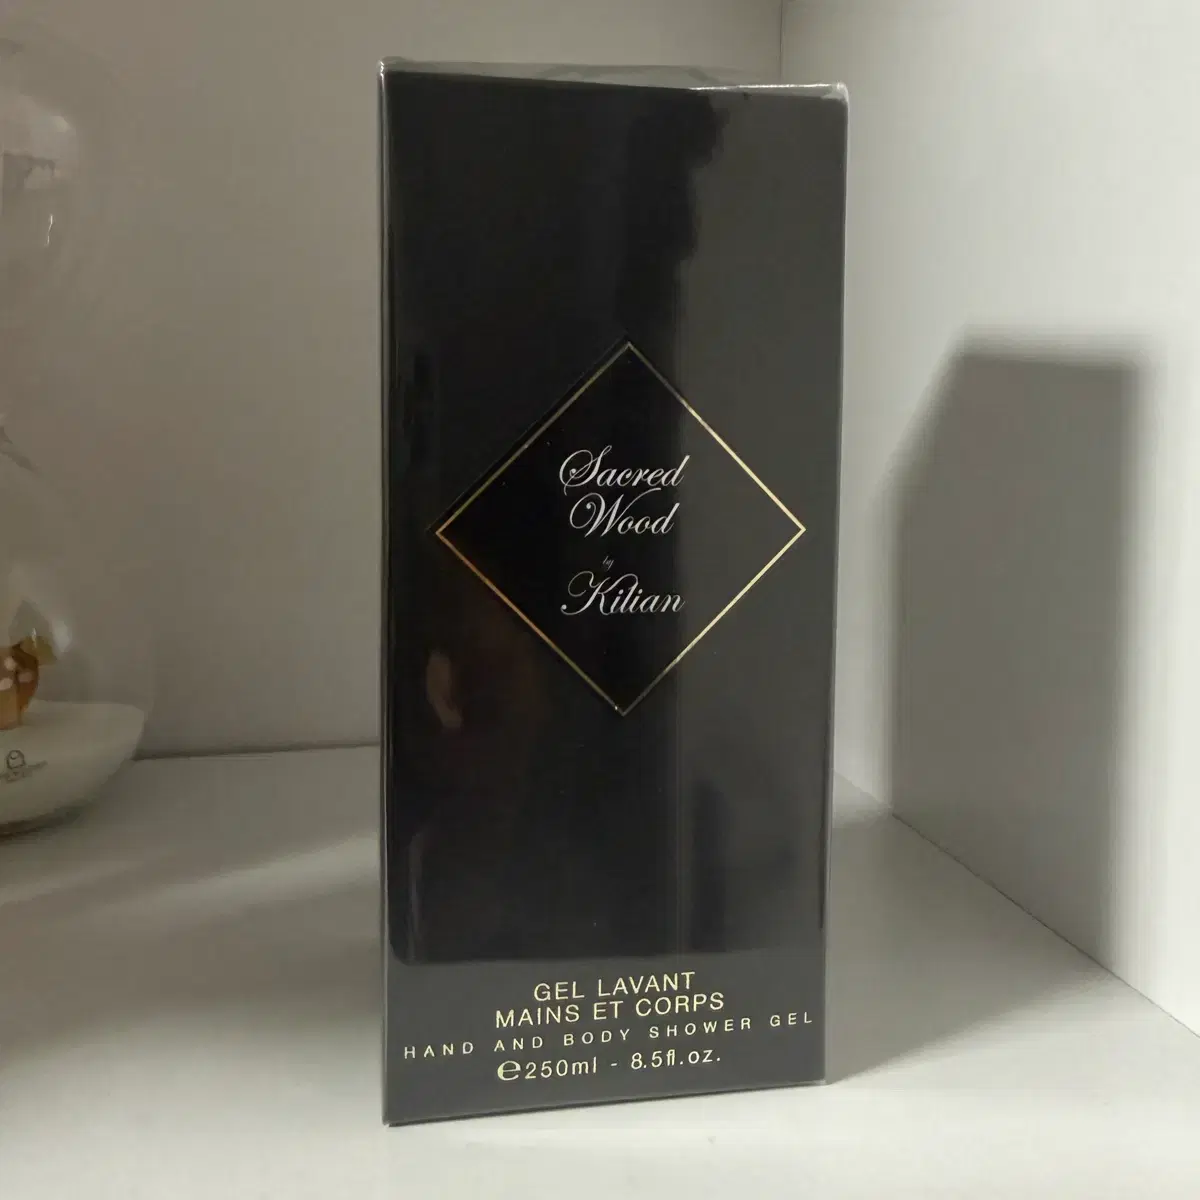 Sacred
Wood
by
Kilian
GEL LAVANT
MAINS ET CORPS
HAND AND BODY SHOWER GEL
℮250ml - 8.5fl.oz.